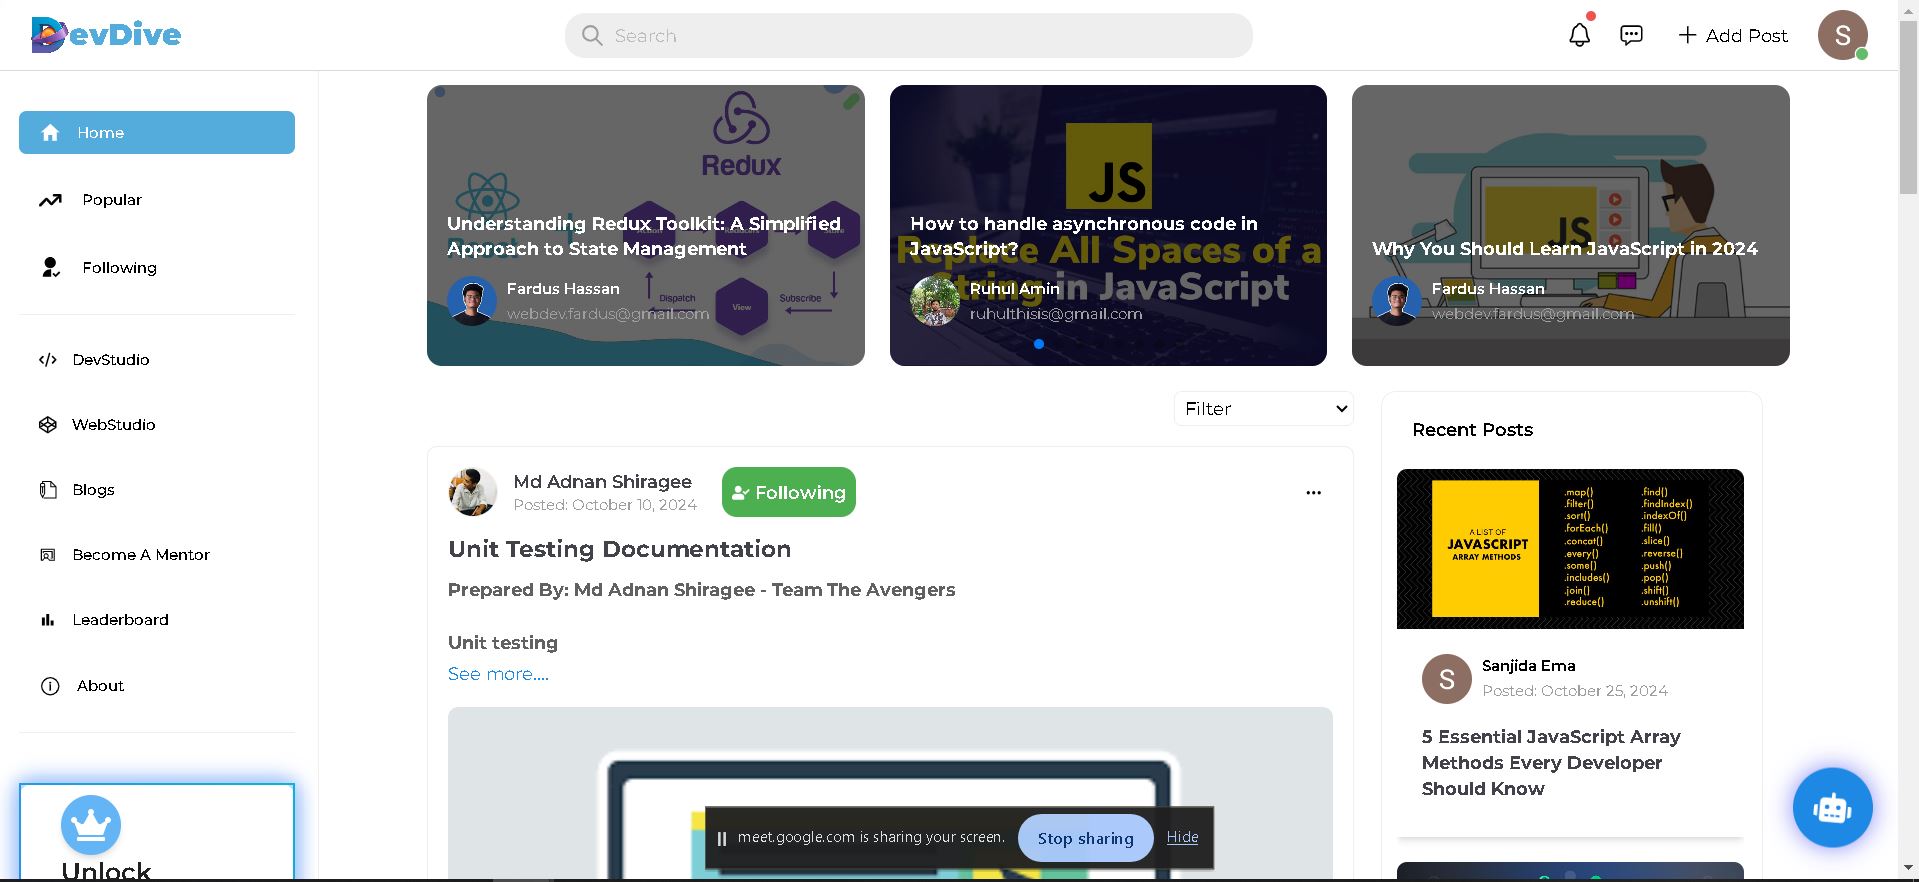 DevDive
Search
Add Post
S
Home
Popular
Following
DevStudio
WebStudio
Blogs
Become A Mentor
Leaderboard
About
Unlock
Redux
Understanding Redux Toolkit: A Simplified
Approach to State Management
Fardus Hassan
webdev.fardus@gmail.com
Dispatch
View
Subscribe
JS
How to handle asynchronous code in
JavaScript?
Replace All Spaces of a
String in JavaScript
Ruhul Amin
ruhulthisis@gmail.com
JS
Why You Should Learn JavaScript in 2024
Fardus Hassan
webdev.fardus@gmail.com
Filter
Md Adnan Shiragee
Posted: October 10, 2024
Following
Unit Testing Documentation
Prepared By: Md Adnan Shiragee - Team The Avengers
Unit testing
See more....
Recent Posts
A LIST OF
JAVASCRIPT
ARRAY METHODS
.map() .find()
.filter() .findIndex()
.sort() .indexOf()
.forEach() .fill()
.concat() .slice()
.every() .reverse()
.some() .push()
.includes() .pop()
.join() .shift()
.reduce() .unshift()
S
Sanjida Ema
Posted: October 25, 2024
5 Essential JavaScript Array
Methods Every Developer
Should Know
meet.google.com is sharing your screen. Stop sharing Hide